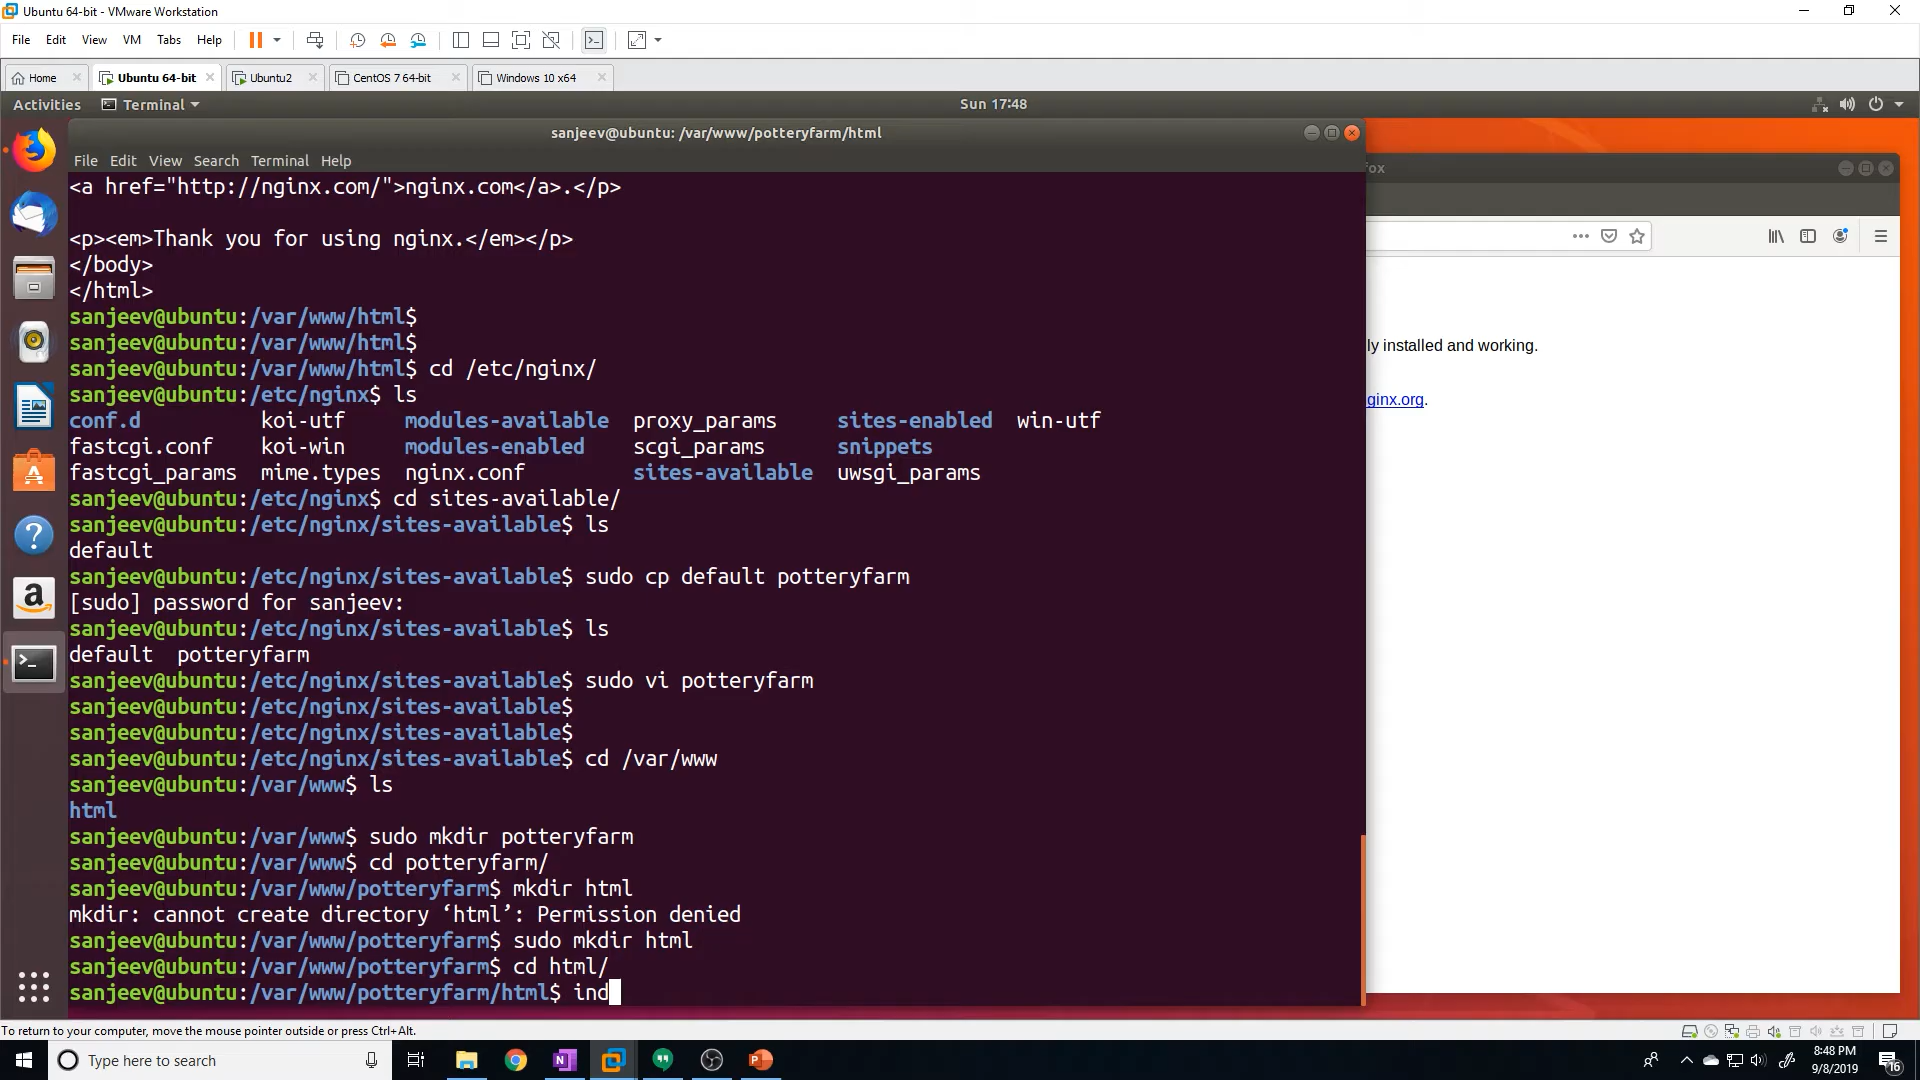 Ubuntu 64-bit - VMware Workstation
File Edit View VM Tabs Help
Home Ubuntu 64-bit Ubuntu2 CentOS 7 64-bit Windows 10 x64
Activities Terminal Sun 17:48
sanjeev@ubuntu: /var/www/potteryfarm/html
File Edit View Search Terminal Help
<a href="http://nginx.com/">nginx.com</a>.</p>
<p><em>Thank you for using nginx.</em></p>
</body>
</html>
sanjeev@ubuntu:/var/www/html$
sanjeev@ubuntu:/var/www/html$
sanjeev@ubuntu:/var/www/html$ cd /etc/nginx/
sanjeev@ubuntu:/etc/nginx$ ls
conf.d koi-utf modules-available proxy_params sites-enabled win-utf
fastcgi.conf koi-win modules-enabled scgi_params snippets
fastcgi_params mime.types nginx.conf sites-available uwsgi_params
sanjeev@ubuntu:/etc/nginx$ cd sites-available/
sanjeev@ubuntu:/etc/nginx/sites-available$ ls
default
sanjeev@ubuntu:/etc/nginx/sites-available$ sudo cp default potteryfarm
[sudo] password for sanjeev:
sanjeev@ubuntu:/etc/nginx/sites-available$ ls
default potteryfarm
sanjeev@ubuntu:/etc/nginx/sites-available$ sudo vi potteryfarm
sanjeev@ubuntu:/etc/nginx/sites-available$
sanjeev@ubuntu:/etc/nginx/sites-available$
sanjeev@ubuntu:/etc/nginx/sites-available$ cd /var/www
sanjeev@ubuntu:/var/www$ ls
html
sanjeev@ubuntu:/var/www$ sudo mkdir potteryfarm
sanjeev@ubuntu:/var/www$ cd potteryfarm/
sanjeev@ubuntu:/var/www/potteryfarm$ mkdir html
mkdir: cannot create directory ‘html’: Permission denied
sanjeev@ubuntu:/var/www/potteryfarm$ sudo mkdir html
sanjeev@ubuntu:/var/www/potteryfarm$ cd html/
sanjeev@ubuntu:/var/www/potteryfarm/html$ ind
fox
ly installed and working.
ginx.org.
To return to your computer, move the mouse pointer outside or press Ctrl+Alt.
Type here to search
8:48 PM
9/8/2019
16